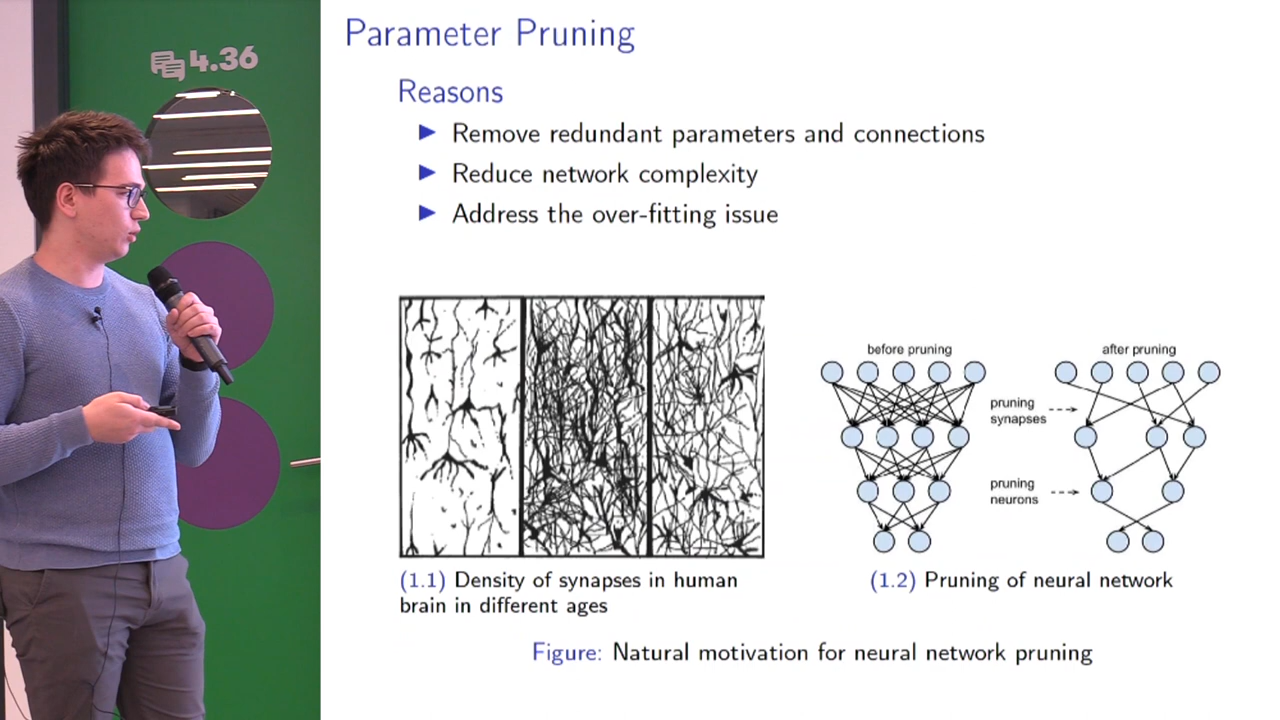 4.36
Parameter Pruning
Reasons
▶ Remove redundant parameters and connections
▶ Reduce network complexity
▶ Address the over-fitting issue
before pruning
after pruning
pruning
synapses
pruning
neurons
(1.1) Density of synapses in human
brain in different ages
(1.2) Pruning of neural network
Figure: Natural motivation for neural network pruning